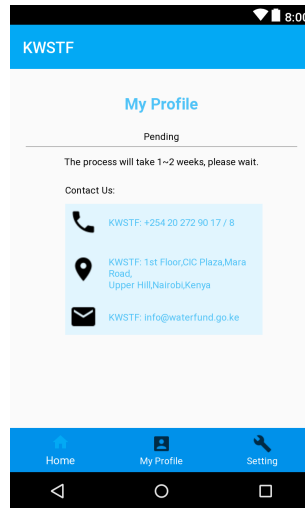 8:00
KWSTF
My Profile
Pending
The process will take 1~2 weeks, please wait.
Contact Us:
KWSTF: +254 20 272 90 17 / 8
KWSTF: 1st Floor,CIC Plaza,Mara
Road,
Upper Hill,Nairobi,Kenya
KWSTF: info@waterfund.go.ke
Home
My Profile
Setting